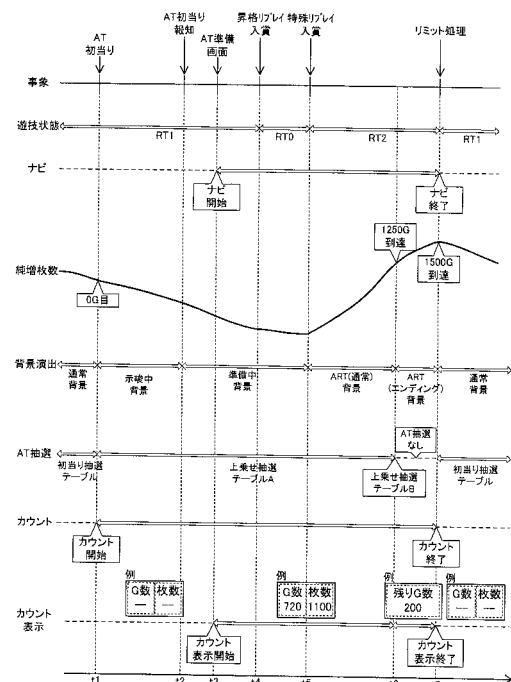 AT
初当り
AT初当り
報知
AT準備
画面
昇格リプレイ
入賞
特殊リプレイ
入賞
リミット処理
事象
遊技状態
RT1
RT0
RT2
RT1
ナビ
ナビ
開始
ナビ
終了
純増枚数
0G目
1250G
到達
1500G
到達
背景演出
通常
背景
示唆中
背景
準備中
背景
ART(通常)
背景
ART
(エンディング)
背景
通常
背景
AT抽選
初当り抽選
テーブル
上乗せ抽選
テーブルA
上乗せ抽選
テーブルB
AT抽選
なし
初当り抽選
テーブル
カウント
カウント
開始
カウント
終了
例
G数 枚数
— —
例
G数 枚数
720 1100
例
残りG数
200
例
G数 枚数
— —
カウント
表示
カウント
表示開始
カウント
表示終了
t1 t2 t3 t4 t5